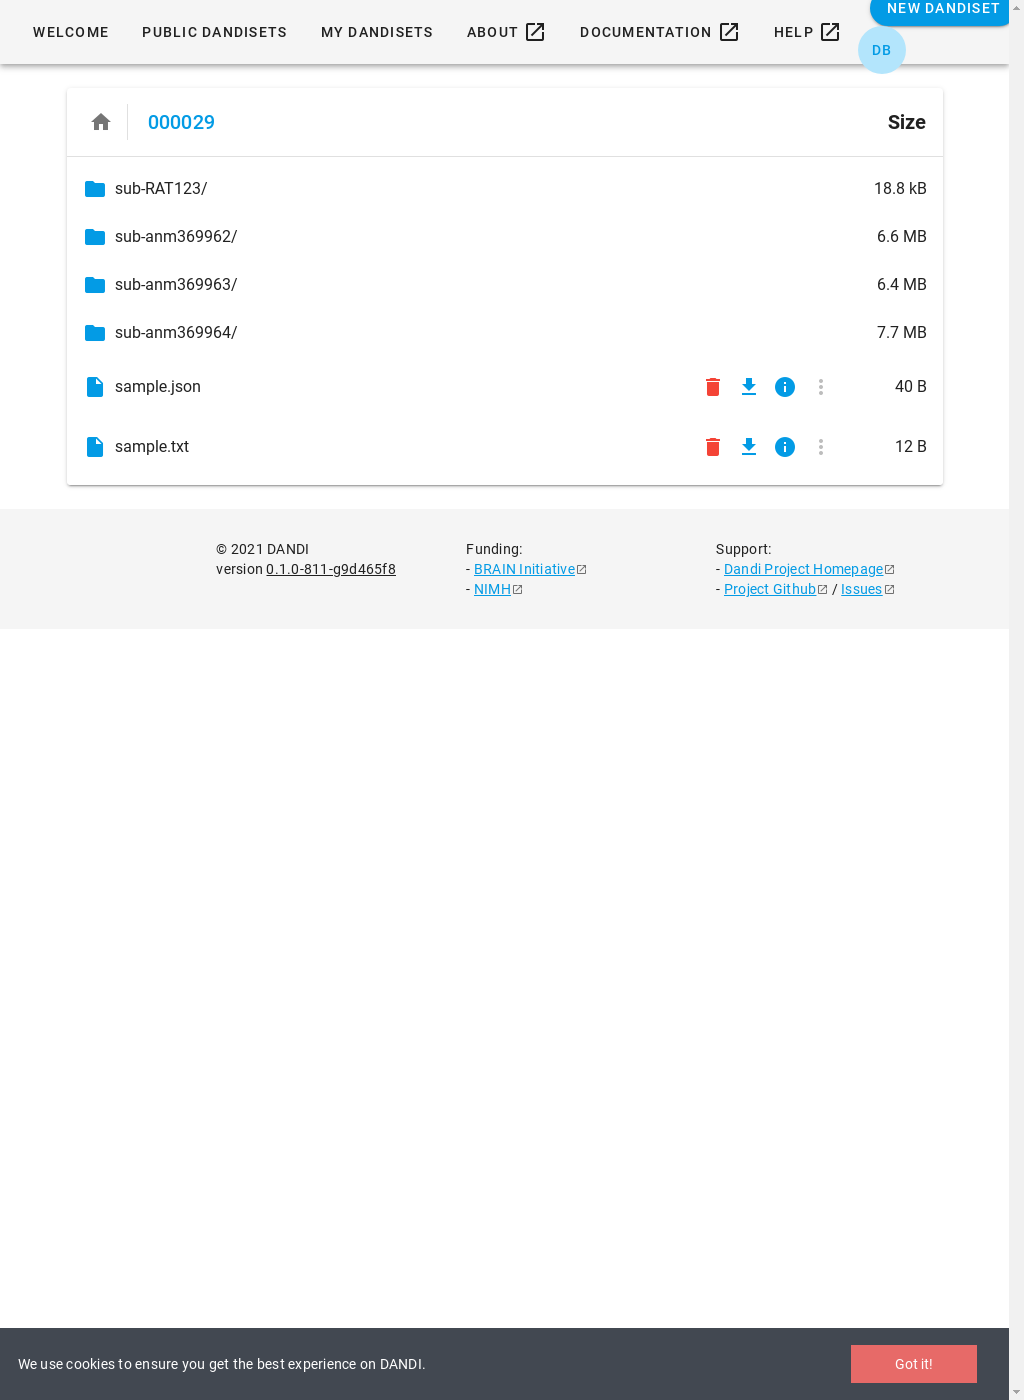 NEW DANDISET
WELCOME PUBLIC DANDISETS MY DANDISETS ABOUT DOCUMENTATION HELP
DB
000029 Size
sub-RAT123/ 18.8 kB
sub-anm369962/ 6.6 MB
sub-anm369963/ 6.4 MB
sub-anm369964/ 7.7 MB
sample.json 40 B
sample.txt 12 B
© 2021 DANDI
version 0.1.0-811-g9d465f8
Funding:
- BRAIN Initiative
- NIMH
Support:
- Dandi Project Homepage
- Project Github / Issues
We use cookies to ensure you get the best experience on DANDI. Got it!